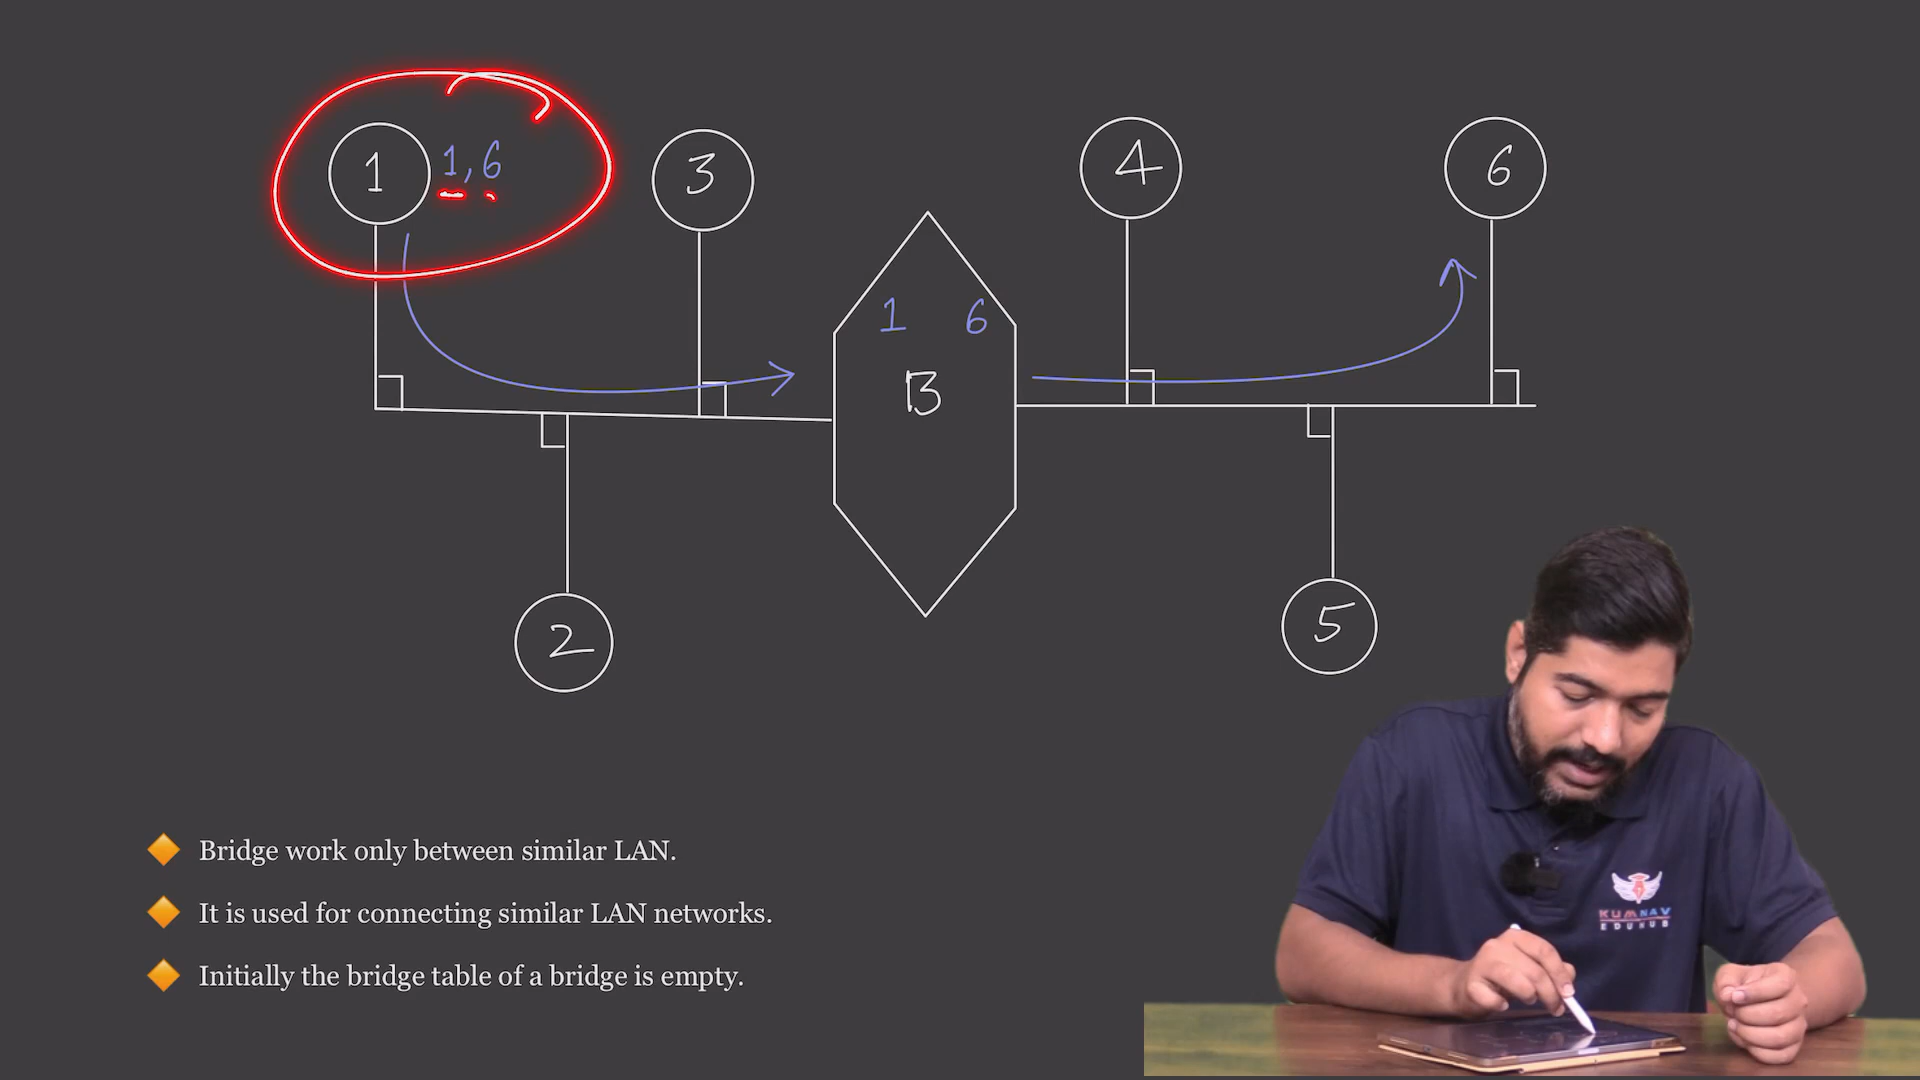 1 1,6 3 4 6
1 6
B
2 5
Bridge work only between similar LAN.
It is used for connecting similar LAN networks.
Initially the bridge table of a bridge is empty.
KUMNAV
EDUHUB